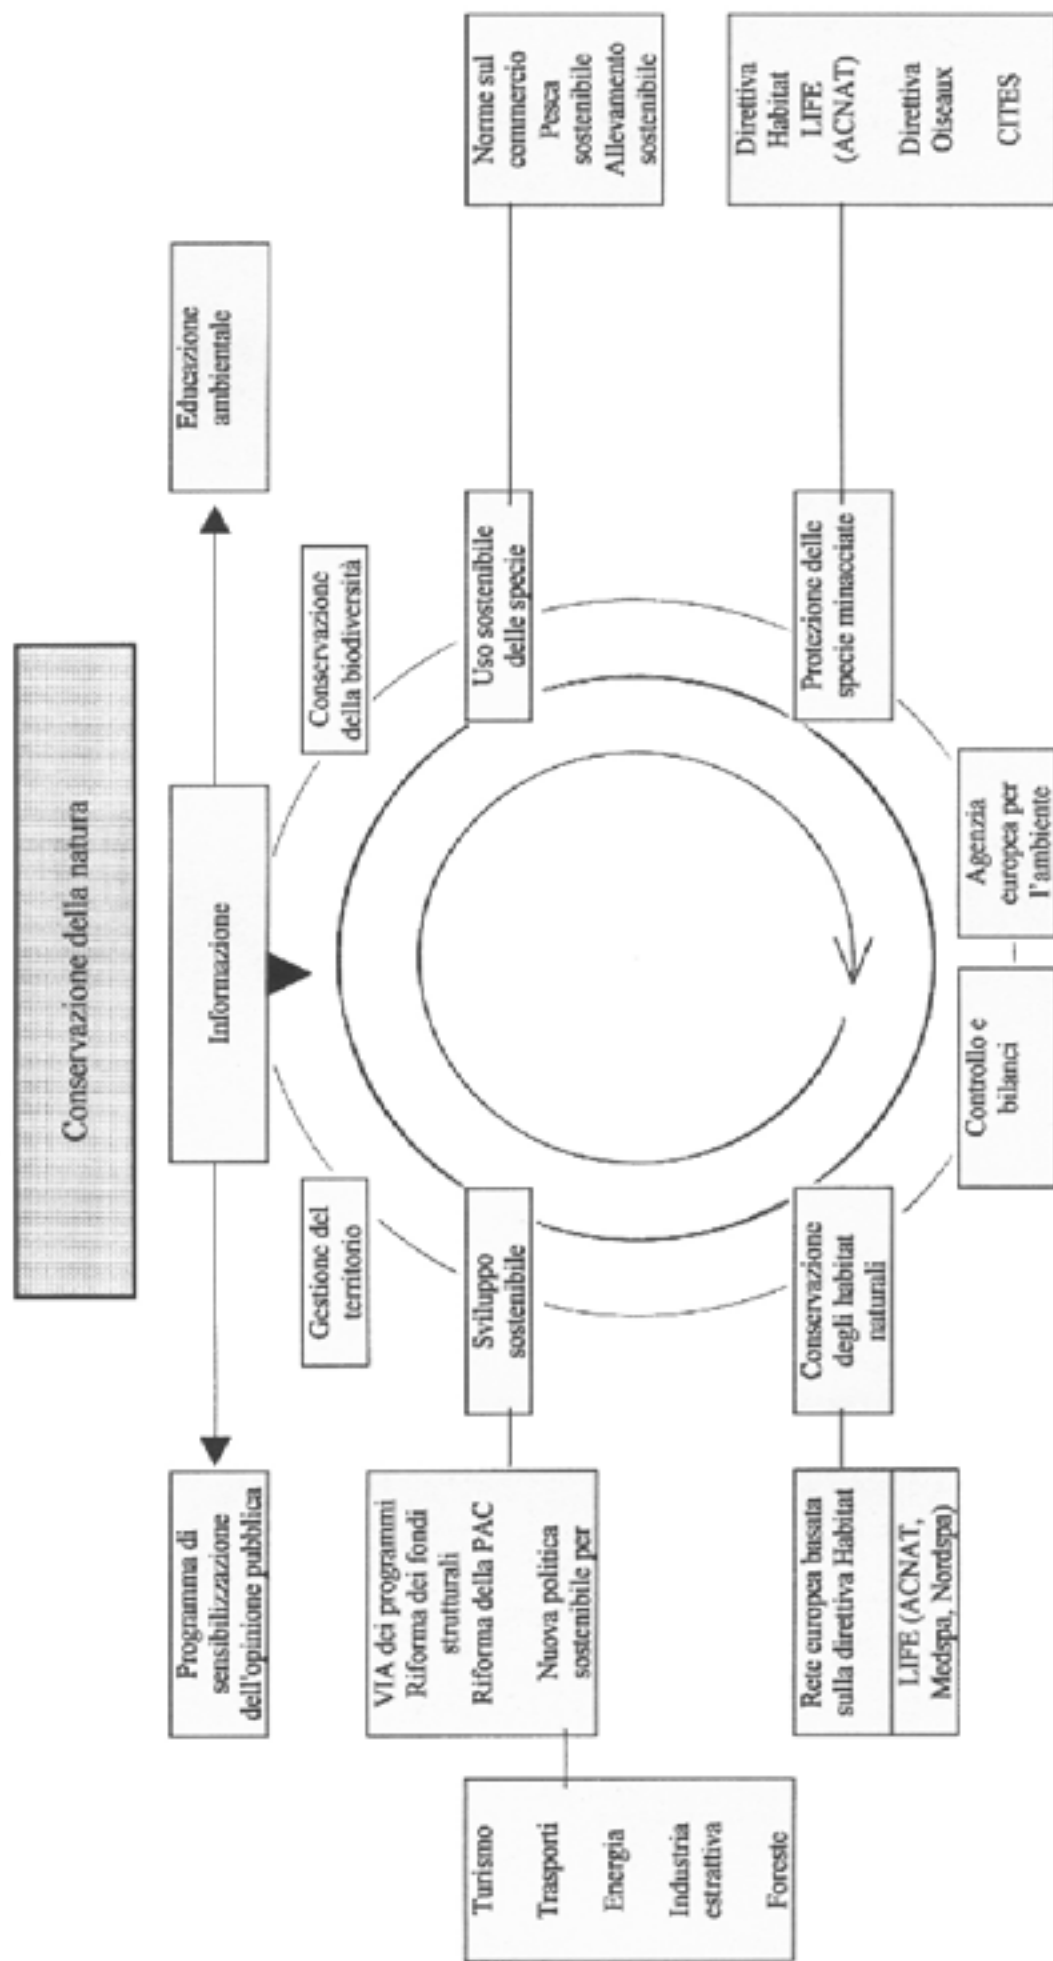 Conservazione della natura
Programma di
sensibilizzazione
dell'opinione pubblica
Informazione
Educazione
ambientale
Gestione del
territorio
Conservazione
della biodiversità
VIA dei programmi
Riforma dei fondi
strutturali
Riforma della PAC
Nuova politica
sostenibile per
Sviluppo
sostenibile
Uso sostenibile
delle specie
Norme sul
commercio
Pesca
sostenibile
Allevamento
sostenibile
Turismo
Trasporti
Energia
Industria
estrattiva
Foreste
Rete europea basata
sulla direttiva Habitat
LIFE (ACNAT,
Medspa, Nordspa)
Conservazione
degli habitat
naturali
Protezione delle
specie minacciate
Direttiva
Habitat
LIFE
(ACNAT)
Direttiva
Oiseaux
CITES
Controllo e
bilanci
Agenzia
europea per
l'ambiente